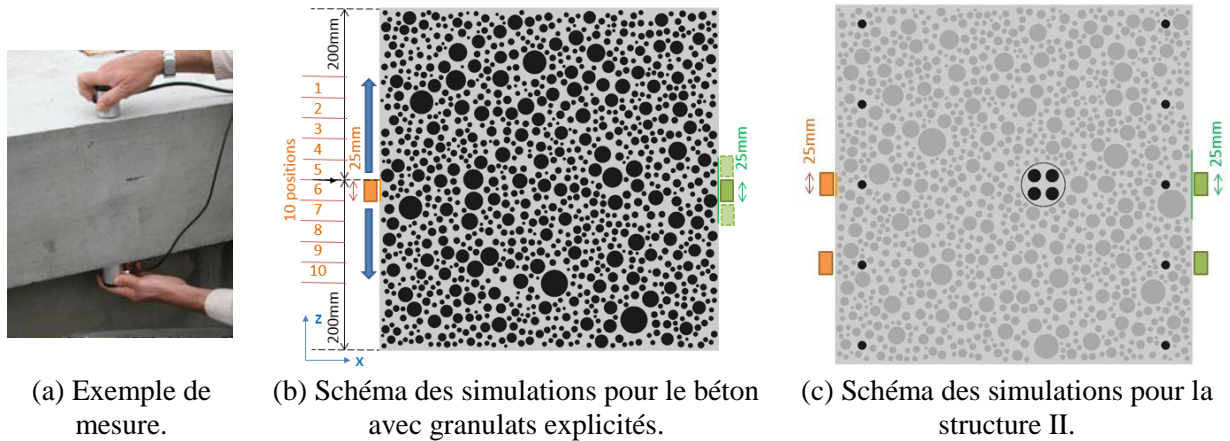 200mm
1
2
3
4
5
6
7
8
9
10
10 positions
25mm
200mm
z
x
25mm
25mm
25mm
(a) Exemple de
mesure.
(b) Schéma des simulations pour le béton
avec granulats explicités.
(c) Schéma des simulations pour la
structure II.